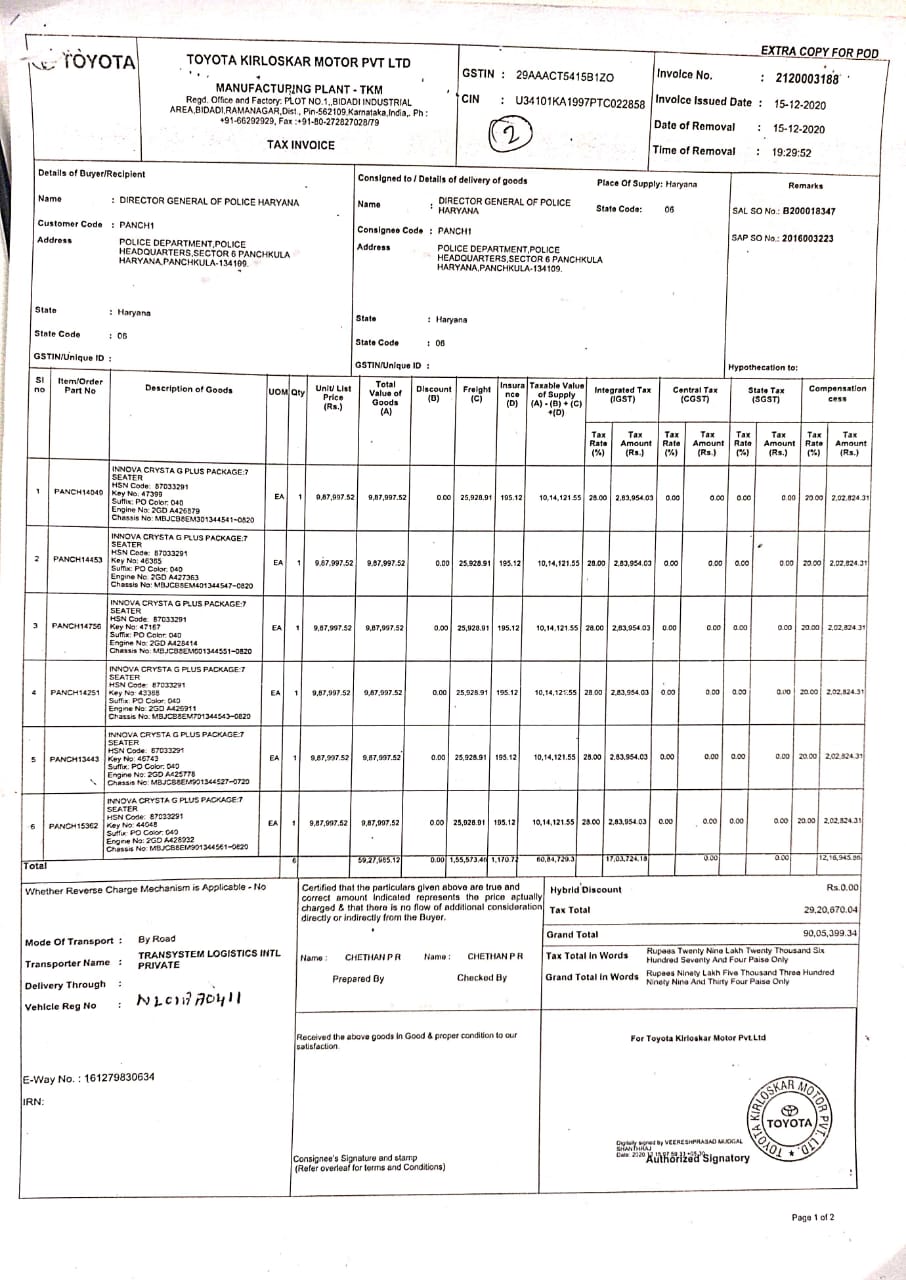 EXTRA COPY FOR POD
TOYOTA
TOYOTA KIRLOSKAR MOTOR PVT LTD
MANUFACTURING PLANT - TKM
Regd. Office and Factory: PLOT NO.1,,BIDADI INDUSTRIAL
AREA,BIDADI,RAMANAGAR,Dist., Pin-562109,Karnataka,India,. Ph :
+91-66292929, Fax :+91-80-272827028/79
TAX INVOICE
GSTIN : 29AAACT5415B1ZO
CIN : U34101KA1997PTC022858
2
Invoice No. : 2120003188
Invoice Issued Date : 15-12-2020
Date of Removal : 15-12-2020
Time of Removal : 19:29:52
Details of Buyer/Recipient
Name : DIRECTOR GENERAL OF POLICE HARYANA
Customer Code : PANCH1
Address POLICE DEPARTMENT,POLICE
HEADQUARTERS,SECTOR 6 PANCHKULA
HARYANA,PANCHKULA-134109.
State : Haryana
State Code : 06
GSTIN/Unique ID :
Consigned to / Details of delivery of goods
Place Of Supply: Haryana
Name : DIRECTOR GENERAL OF POLICE
HARYANA
State Code: 06
Consignee Code : PANCH1
Address POLICE DEPARTMENT,POLICE
HEADQUARTERS,SECTOR 6 PANCHKULA
HARYANA,PANCHKULA-134109.
State : Haryana
State Code : 06
GSTIN/Unique ID :
Remarks
SAL SO No.: B200018347
SAP SO No.: 2016003223
Hypothecation to:
Sl no Item/Order Part No Description of Goods UOM Qty Unit/ List Price (Rs.) Total Value of Goods (A) Discount (B) Freight (C) Insura nce (D) Taxable Value of Supply (A) - (B) + (C) +(D) Integrated Tax (IGST) Central Tax (CGST) State Tax (SGST) Compensation cess
Tax Rate (%) Tax Amount (Rs.) Tax Rate (%) Tax Amount (Rs.) Tax Rate (%) Tax Amount (Rs.) Tax Rate (%) Tax Amount (Rs.)
INNOVA CRYSTA G PLUS PACKAGE:7
SEATER
HSN Code: 87033291
Key No: 47399
Suffix: PO Color: 040
Engine No: 2GD A426879
Chassis No: MBJCB8EM301344541-0820
1 PANCH14049 EA 1 9,87,997.52 9,87,997.52 0.00 25,928.91 195.12 10,14,121.55 28.00 2,83,954.03 0.00 0.00 0.00 0.00 20.00 2,02,824.31
INNOVA CRYSTA G PLUS PACKAGE:7
SEATER
HSN Code: 87033291
Key No: 46365
Suffix: PO Color: 040
Engine No: 2GD A427363
Chassis No: MBJCB8EM401344547-0820
2 PANCH14453 EA 1 9,87,997.52 9,87,997.52 0.00 25,928.91 195.12 10,14,121.55 28.00 2,83,954.03 0.00 0.00 0.00 0.00 20.00 2,02,824.31
INNOVA CRYSTA G PLUS PACKAGE:7
SEATER
HSN Code: 87033291
Key No: 47167
Suffix: PO Color: 040
Engine No: 2GD A428414
Chassis No: MBJCB8EM601344551-0820
3 PANCH14756 EA 1 9,87,997.52 9,87,997.52 0.00 25,928.91 195.12 10,14,121.55 28.00 2,83,954.03 0.00 0.00 0.00 0.00 20.00 2,02,824.31
INNOVA CRYSTA G PLUS PACKAGE:7
SEATER
HSN Code: 87033291
Key No: 43388
Suffix: PO Color: 040
Engine No: 2GD A426911
Chassis No: MBJCB8EM701344543-0820
4 PANCH14251 EA 1 9,87,997.52 9,87,997.52 0.00 25,928.91 195.12 10,14,121.55 28.00 2,83,954.03 0.00 0.00 0.00 0.00 20.00 2,02,824.31
INNOVA CRYSTA G PLUS PACKAGE:7
SEATER
HSN Code: 87033291
Key No: 46743
Suffix: PO Color: 040
Engine No: 2GD A425778
Chassis No: MBJCB8EM901344527-0720
5 PANCH13443 EA 1 9,87,997.52 9,87,997.52 0.00 25,928.91 195.12 10,14,121.55 28.00 2,83,954.03 0.00 0.00 0.00 0.00 20.00 2,02,824.31
INNOVA CRYSTA G PLUS PACKAGE:7
SEATER
HSN Code: 87033291
Key No: 44048
Suffix: PO Color: 040
Engine No: 2GD A428932
Chassis No: MBJCB8EM901344561-0820
6 PANCH15362 EA 1 9,87,997.52 9,87,997.52 0.00 25,928.91 195.12 10,14,121.55 28.00 2,83,954.03 0.00 0.00 0.00 0.00 20.00 2,02,824.31
Total 6 59,27,985.12 0.00 1,55,573.46 1,170.72 60,84,729.3 17,03,724.18 0.00 0.00 12,16,945.86
Whether Reverse Charge Mechanism is Applicable - No
Mode Of Transport : By Road
Transporter Name : TRANSYSTEM LOGISTICS INTL
PRIVATE
Delivery Through :
Vehicle Reg No :
E-Way No. : 161279830634
IRN:
Certified that the particulars given above are true and
correct amount indicated represents the price actually
charged & that there is no flow of additional consideration
directly or indirectly from the Buyer.
Name : CHETHAN P R Name : CHETHAN P R
Prepared By Checked By
Received the above goods in Good & proper condition to our
satisfaction.
Consignee's Signature and stamp
(Refer overleaf for terms and Conditions)
Hybrid Discount Rs.0.00
Tax Total 29,20,670.04
Grand Total 90,05,399.34
Tax Total in Words Rupees Twenty Nine Lakh Twenty Thousand Six
Hundred Seventy And Four Paise Only
Grand Total in Words Rupees Ninety Lakh Five Thousand Three Hundred
Ninety Nine And Thirty Four Paise Only
For Toyota Kirloskar Motor Pvt.Ltd
TOYOTA KIRLOSKAR MOTOR PVT. LTD.
TOYOTA
Digitally signed by VEERESHPRASAD MUDGAL
SHANTHRAJ
Authorized Signatory
Page 1 of 2